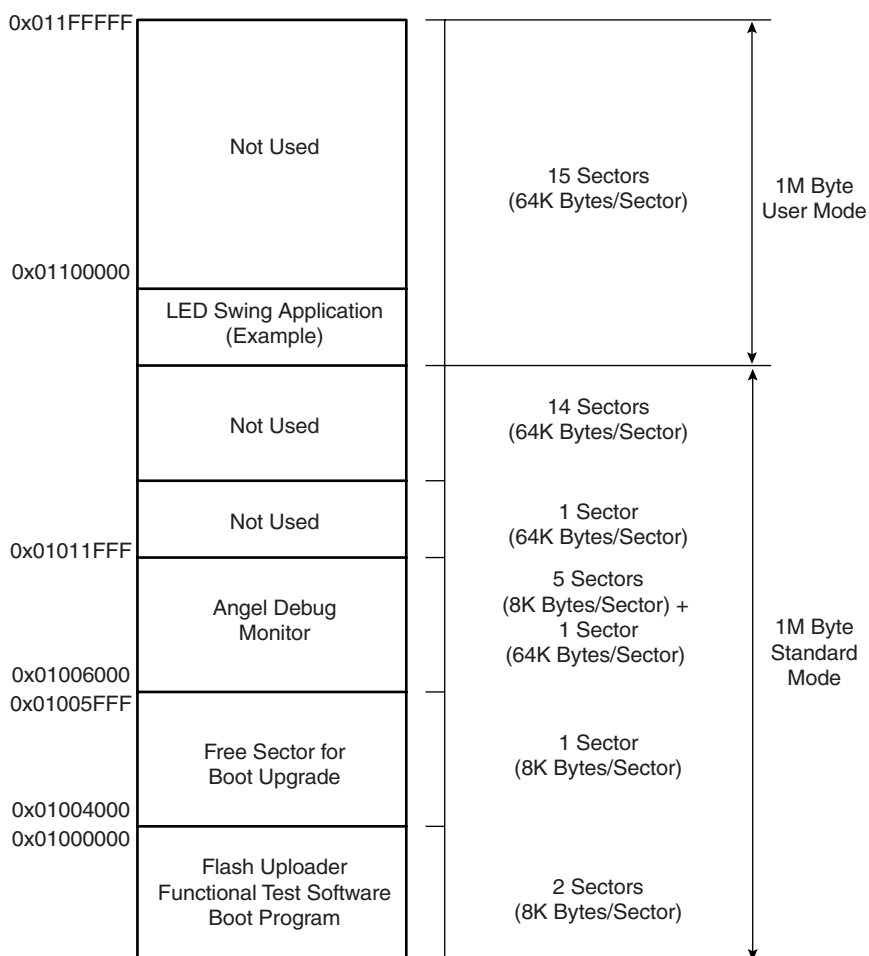 0x011FFFFF
Not Used
15 Sectors
(64K Bytes/Sector)
1M Byte
User Mode
0x01100000
LED Swing Application
(Example)
Not Used
14 Sectors
(64K Bytes/Sector)
Not Used
1 Sector
(64K Bytes/Sector)
0x01011FFF
Angel Debug
Monitor
5 Sectors
(8K Bytes/Sector) +
1 Sector
(64K Bytes/Sector)
1M Byte
Standard
Mode
0x01006000
0x01005FFF
Free Sector for
Boot Upgrade
1 Sector
(8K Bytes/Sector)
0x01004000
0x01000000
Flash Uploader
Functional Test Software
Boot Program
2 Sectors
(8K Bytes/Sector)